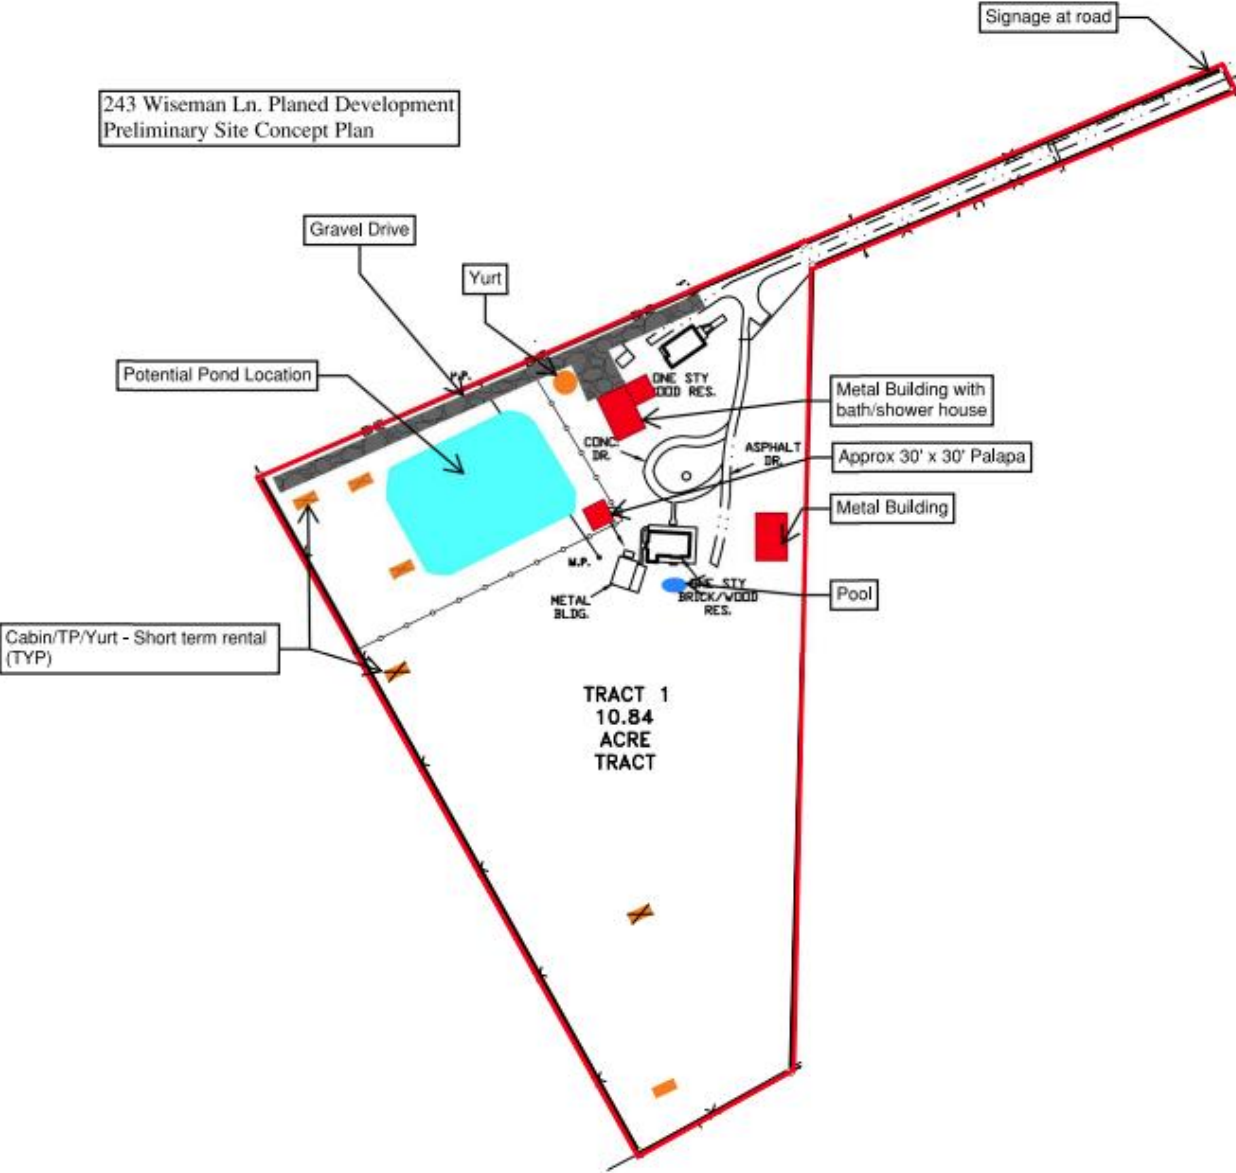 Signage at road
243 Wiseman Ln. Planed Development
Preliminary Site Concept Plan
Gravel Drive
Yurt
Potential Pond Location
ONE STY
WOOD RES.
Metal Building with
bath/shower house
CONC.
DR.
ASPHALT
DR.
Approx 30' x 30' Palapa
Metal Building
M.P.
METAL
BLDG.
ONE STY
BRICK/WOOD
RES.
Pool
Cabin/TP/Yurt - Short term rental
(TYP)
TRACT 1
10.84
ACRE
TRACT